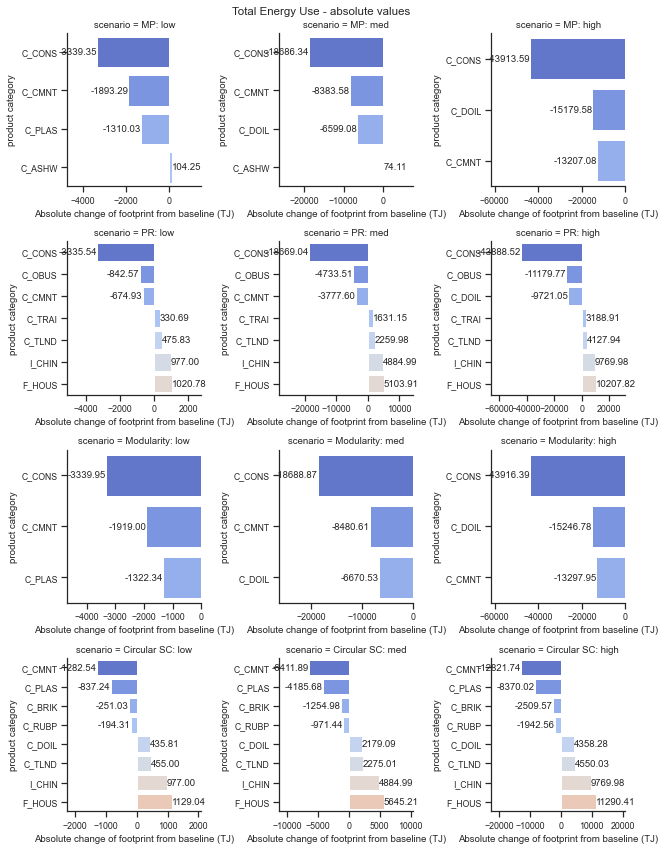 Total Energy Use - absolute values
scenario = MP: low
scenario = MP: med
scenario = MP: high
product category
C_CONS
C_CMNT
C_PLAS
C_ASHW
-3339.35
-1893.29
-1310.03
104.25
−4000 −2000 0
Absolute change of footprint from baseline (TJ)
product category
C_CONS
C_CMNT
C_DOIL
C_ASHW
-18686.34
-8383.58
-6599.08
74.11
−20000 −10000 0
Absolute change of footprint from baseline (TJ)
product category
C_CONS
C_DOIL
C_CMNT
-43913.59
-15179.58
-13207.08
−60000 −40000 −20000 0
Absolute change of footprint from baseline (TJ)
scenario = PR: low
scenario = PR: med
scenario = PR: high
product category
C_CONS
C_OBUS
C_CMNT
C_TRAI
C_TLND
I_CHIN
F_HOUS
-3335.54
-842.57
-674.93
330.69
475.83
977.00
1020.78
−4000 −2000 0 2000
Absolute change of footprint from baseline (TJ)
product category
C_CONS
C_OBUS
C_CMNT
C_TRAI
C_TLND
I_CHIN
F_HOUS
-18669.04
-4733.51
-3777.60
1631.15
2259.98
4884.99
5103.91
−20000 −10000 0 10000
Absolute change of footprint from baseline (TJ)
product category
C_CONS
C_OBUS
C_DOIL
C_TRAI
C_TLND
I_CHIN
F_HOUS
-43888.52
-11179.77
-9721.05
3188.91
4127.94
9769.98
10207.82
−60000 −40000 −20000 0 20000
Absolute change of footprint from baseline (TJ)
scenario = Modularity: low
scenario = Modularity: med
scenario = Modularity: high
product category
C_CONS
C_CMNT
C_PLAS
-3339.95
-1919.00
-1322.34
−4000 −3000 −2000 −1000 0
Absolute change of footprint from baseline (TJ)
product category
C_CONS
C_CMNT
C_DOIL
-18688.87
-8480.61
-6670.53
−20000 −10000 0
Absolute change of footprint from baseline (TJ)
product category
C_CONS
C_DOIL
C_CMNT
-43916.39
-15246.78
-13297.95
−60000 −40000 −20000 0
Absolute change of footprint from baseline (TJ)
scenario = Circular SC: low
scenario = Circular SC: med
scenario = Circular SC: high
product category
C_CMNT
C_PLAS
C_BRIK
C_RUBP
C_DOIL
C_TLND
I_CHIN
F_HOUS
-1282.54
-837.24
-251.03
-194.31
435.81
455.00
977.00
1129.04
−2000 −1000 0 1000 2000
Absolute change of footprint from baseline (TJ)
product category
C_CMNT
C_PLAS
C_BRIK
C_RUBP
C_DOIL
C_TLND
I_CHIN
F_HOUS
-6411.89
-4185.68
-1254.98
-971.44
2179.09
2275.01
4884.99
5645.21
−10000 −5000 0 5000 10000
Absolute change of footprint from baseline (TJ)
product category
C_CMNT
C_PLAS
C_BRIK
C_RUBP
C_DOIL
C_TLND
I_CHIN
F_HOUS
-12821.74
-8370.02
-2509.57
-1942.56
4358.28
4550.03
9769.98
11290.41
−20000 −10000 0 10000 20000
Absolute change of footprint from baseline (TJ)